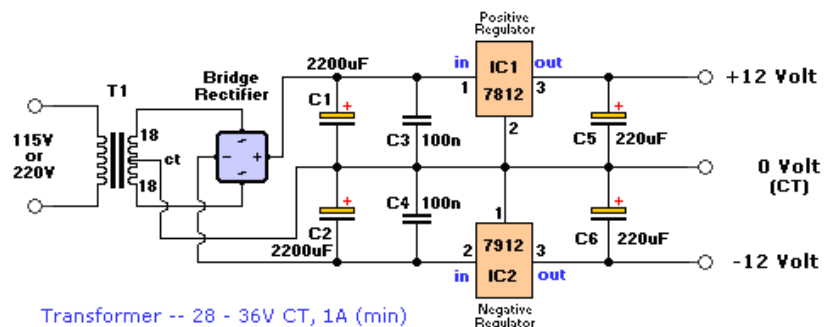 Positive
Regulator
2200uF
in
IC1
7812
out
1
3
2
+12 Volt
Bridge
Rectifier
T1
115V
or
220V
18
ct
18
~
- +
~
C1
+
C3
100n
C5
+
220uF
0 Volt
(CT)
C4
100n
C2
+
2200uF
1
2
7912
IC2
3
in
out
C6
+
220uF
-12 Volt
Negative
Regulator
Transformer -- 28 - 36V CT, 1A (min)